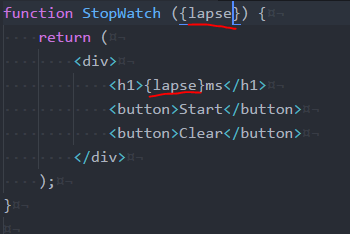 function StopWatch ({lapse}) {
return (
<div>
<h1>{lapse}ms</h1>
<button>Start</button>
<button>Clear</button>
</div>
);
}